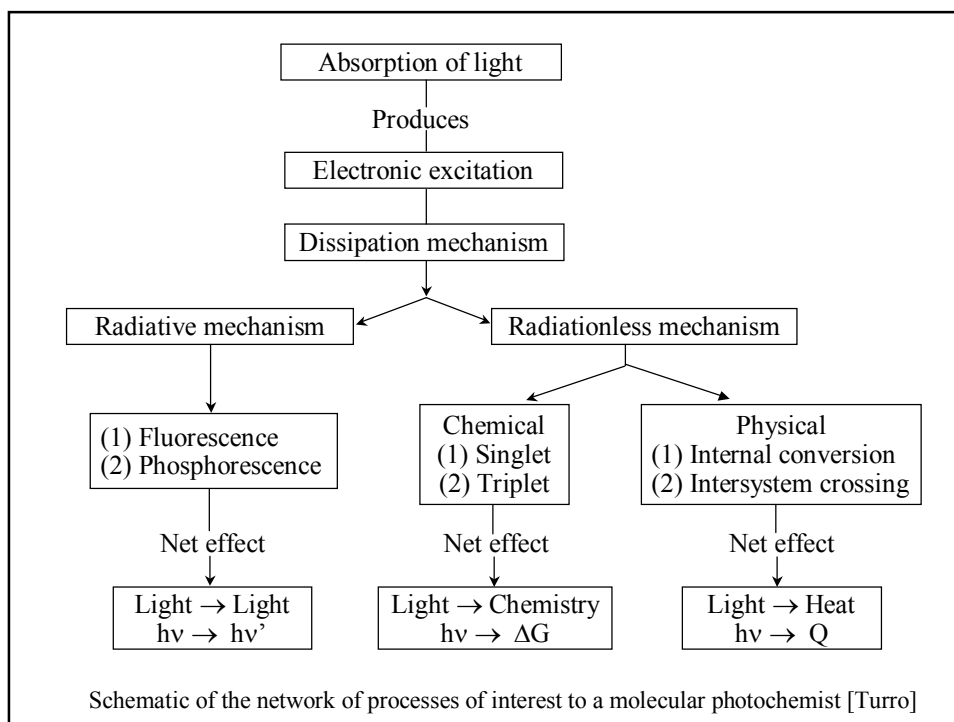 Absorption of light
Produces
Electronic excitation
Dissipation mechanism
Radiative mechanism
Radiationless mechanism
(1) Fluorescence
(2) Phosphorescence
Chemical
(1) Singlet
(2) Triplet
Physical
(1) Internal conversion
(2) Intersystem crossing
Net effect
Net effect
Net effect
Light → Light
hν → hν’
Light → Chemistry
hν → ΔG
Light → Heat
hν → Q
Schematic of the network of processes of interest to a molecular photochemist [Turro]